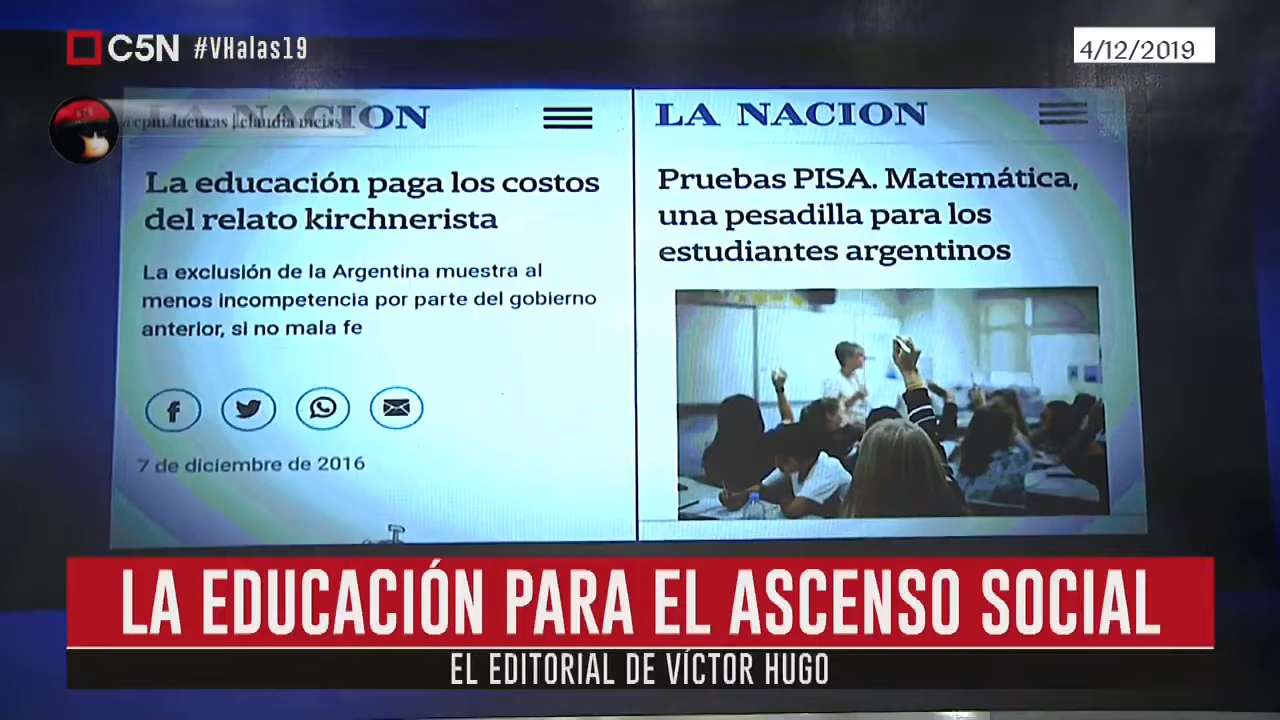 C5N #VHalas19
4/12/2019
LA NACION
La educación paga los costos
del relato kirchnerista
La exclusión de la Argentina muestra al
menos incompetencia por parte del gobierno
anterior, si no mala fe
7 de diciembre de 2016
LA NACION
Pruebas PISA. Matemática,
una pesadilla para los
estudiantes argentinos
LA EDUCACIÓN PARA EL ASCENSO SOCIAL
EL EDITORIAL DE VÍCTOR HUGO